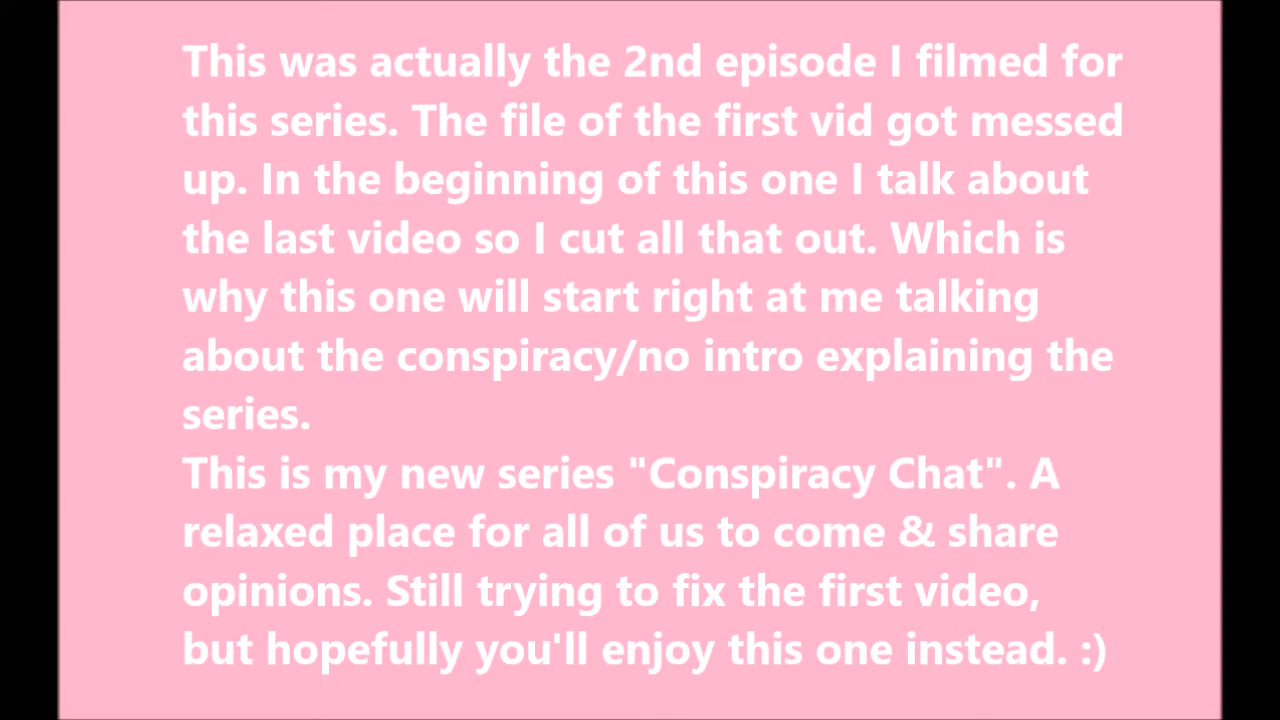 This was actually the 2nd episode I filmed for
this series. The file of the first vid got messed
up. In the beginning of this one I talk about
the last video so I cut all that out. Which is
why this one will start right at me talking
about the conspiracy/no intro explaining the
series.
This is my new series "Conspiracy Chat". A
relaxed place for all of us to come & share
opinions. Still trying to fix the first video,
but hopefully you'll enjoy this one instead. :)